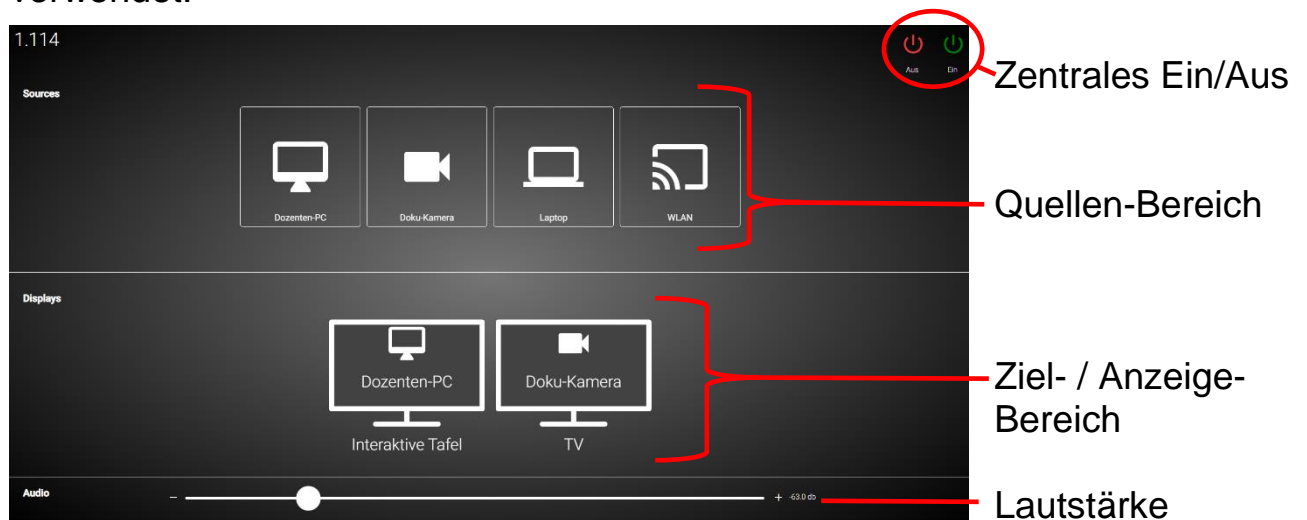 verwendet.
1.114
Aus Ein
Zentrales Ein/Aus
Sources
Dozenten-PC Doku-Kamera Laptop WLAN
Quellen-Bereich
Displays
Dozenten-PC Doku-Kamera
Interaktive Tafel TV
Ziel- / Anzeige-
Bereich
Audio
- + -63.0 db
Lautstärke